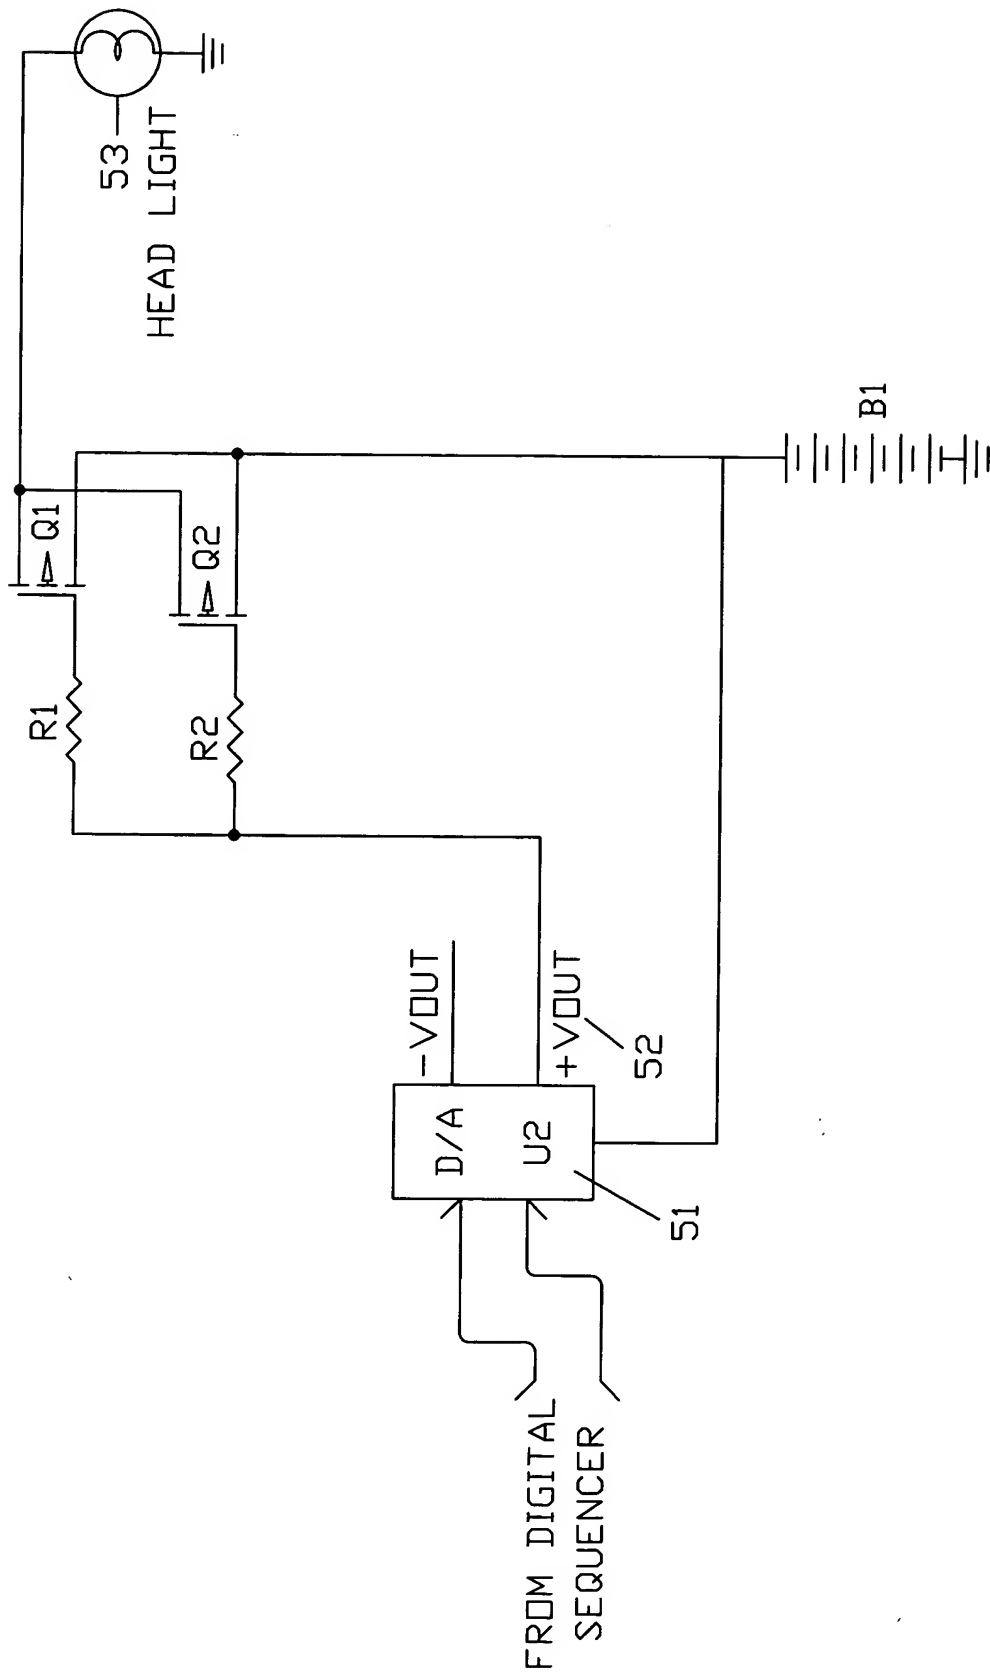 53
HEAD LIGHT
Q1
Q2
R1
R2
B1
-VOUT
+VOUT
52
D/A
U2
51
FROM DIGITAL
SEQUENCER